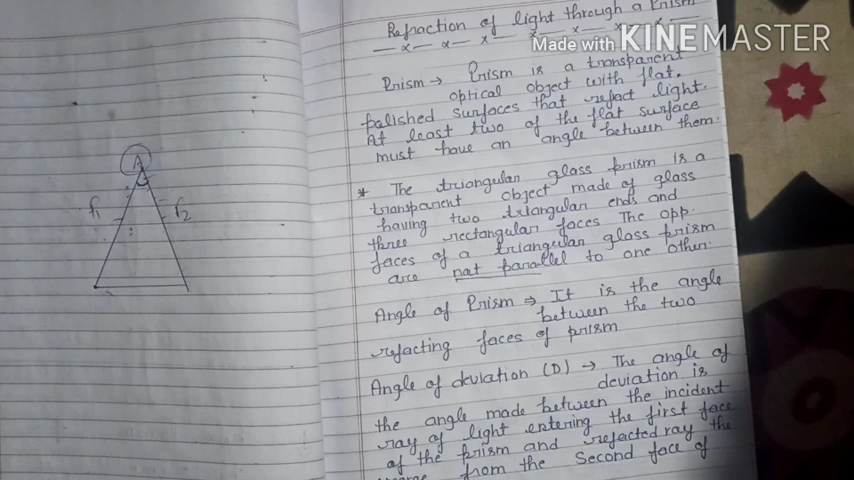 Refraction of light through a Prism
Made with KINEMASTER
Prism → Prism is a transparent
optical object with flat.
polished surfaces that refect light.
At least two of the flat surface
must have an angle between them.
* The triangular glass prism is a
transparent object made of glass
having two triangular ends and
three rectangular faces The opp.
faces of a triangular glass prism
are not parallel to one other.
Angle of Prism ⇒ It is the angle
between the two
refacting faces of prism
Angle of deviation (D) → The angle of
deviation is
the angle made between the incident
ray of light entering the first face
of the prism and refected ray the
from the Second face of
A
f1
f2